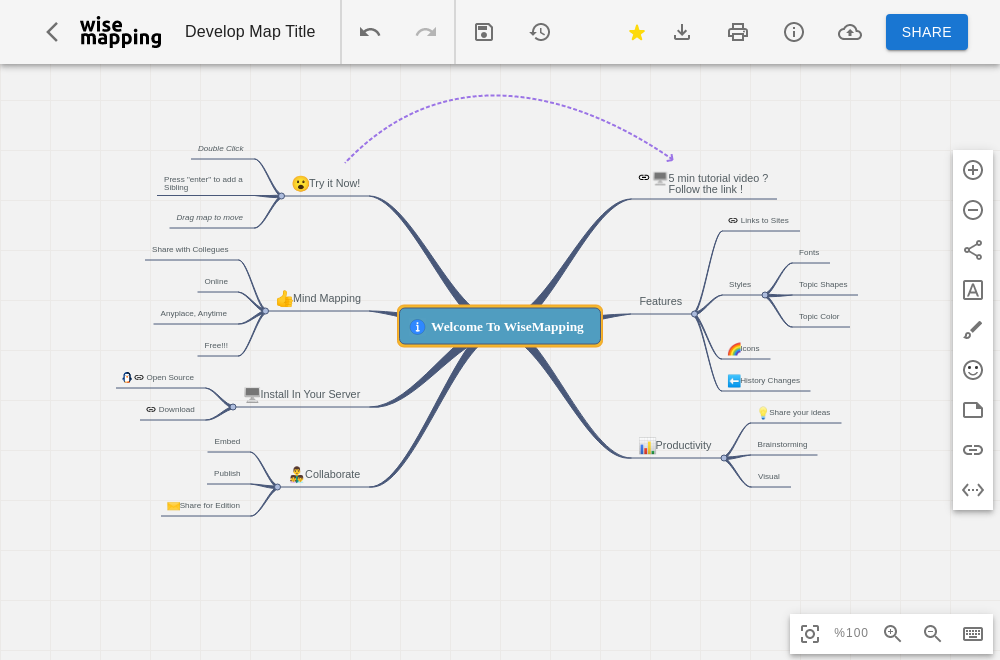 wise
mapping
Develop Map Title
SHARE
Double Click
Press "enter" to add a
Sibling
Drag map to move
Try it Now!
Share with Collegues
Online
Anyplace, Anytime
Free!!!
Mind Mapping
Open Source
Download
Install In Your Server
Embed
Publish
Share for Edition
Collaborate
Welcome To WiseMapping
5 min tutorial video ?
Follow the link !
Features
Links to Sites
Styles
Fonts
Topic Shapes
Topic Color
Icons
History Changes
Productivity
Share your ideas
Brainstorming
Visual
%100